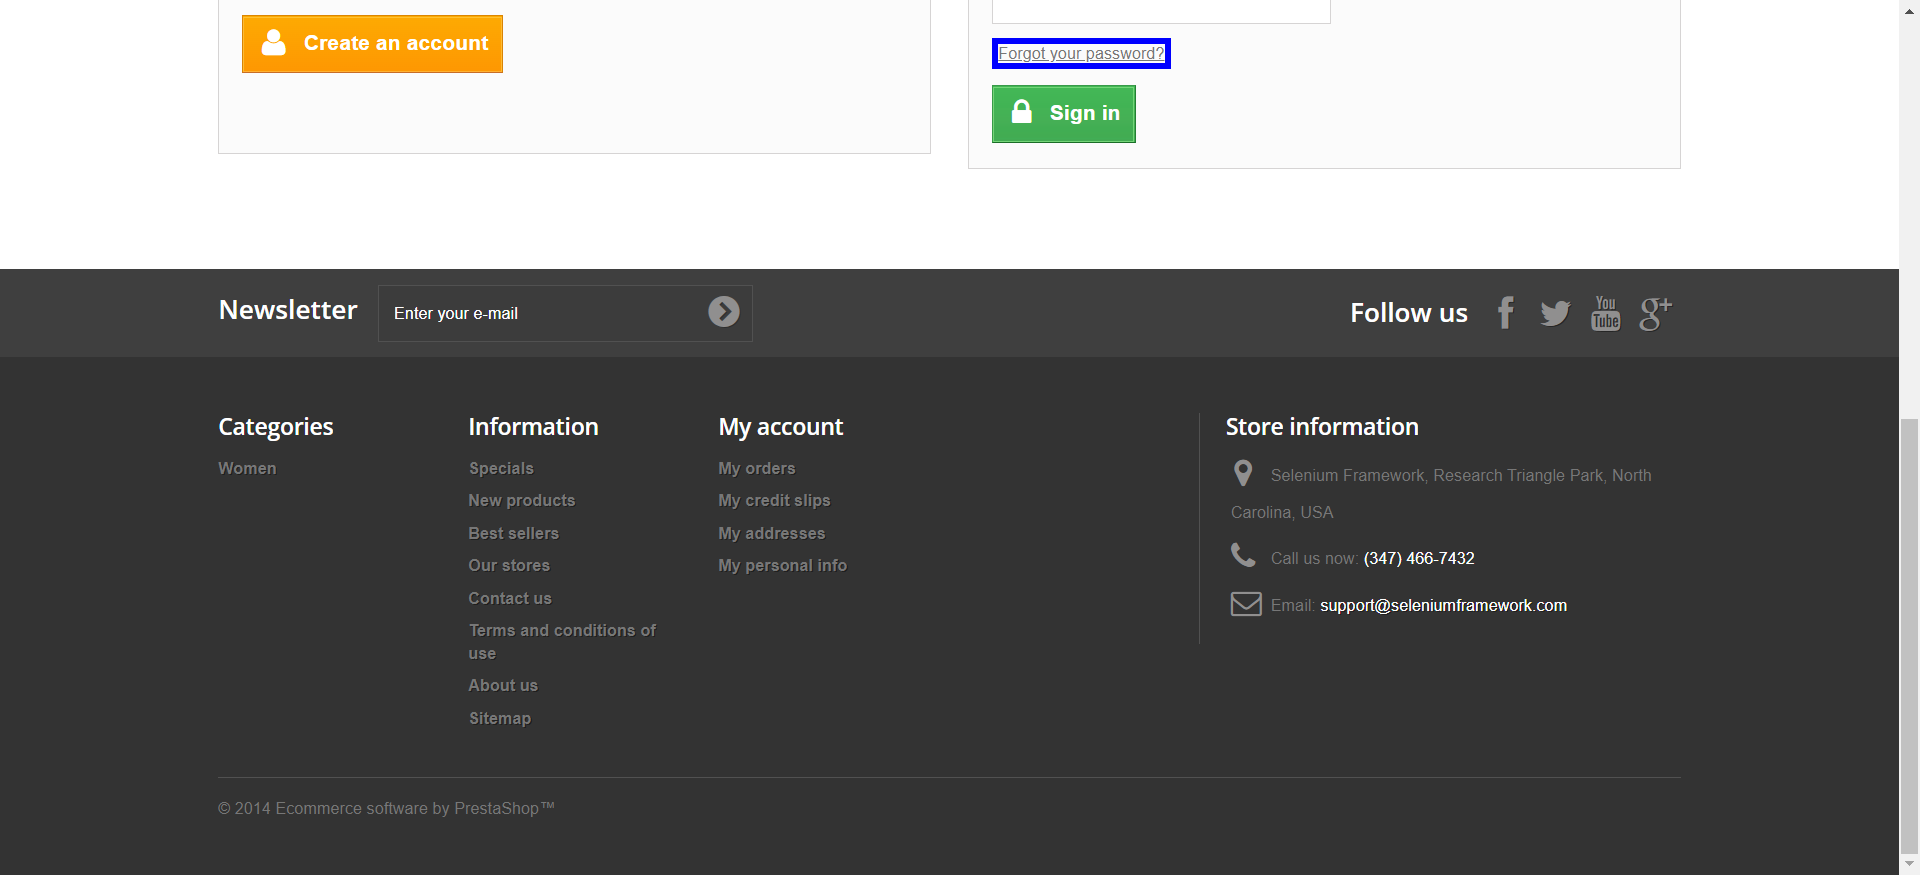 Create an account
Forgot your password?
Sign in
Newsletter
Enter your e-mail
Follow us
You
Tube
g+
Categories
Women
Information
Specials
New products
Best sellers
Our stores
Contact us
Terms and conditions of
use
About us
Sitemap
My account
My orders
My credit slips
My addresses
My personal info
Store information
Selenium Framework, Research Triangle Park, North
Carolina, USA
Call us now: (347) 466-7432
Email: support@seleniumframework.com
© 2014 Ecommerce software by PrestaShop™